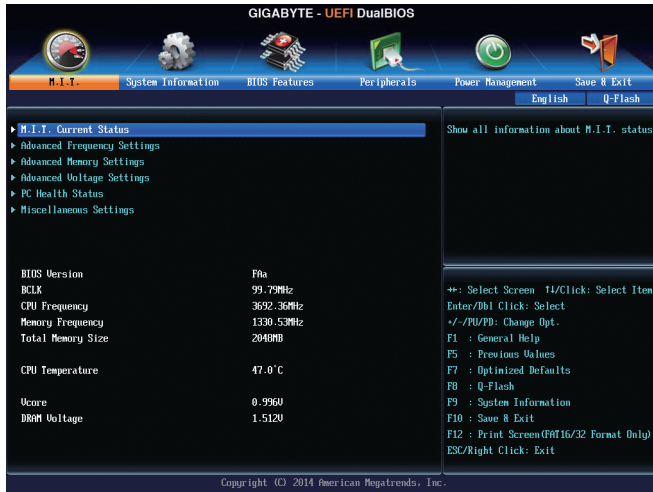 GIGABYTE - UEFI DualBIOS
M.I.T. System Information BIOS Features Peripherals Power Management Save & Exit
English Q-Flash
M.I.T. Current Status
Advanced Frequency Settings
Advanced Memory Settings
Advanced Voltage Settings
PC Health Status
Miscellaneous Settings
BIOS Version FAa
BCLK 99.79MHz
CPU Frequency 3692.36MHz
Memory Frequency 1330.53MHz
Total Memory Size 2048MB
CPU Temperature 47.0°C
Vcore 0.996V
DRAM Voltage 1.512V
Show all information about M.I.T. status
→←: Select Screen ↑↓/Click: Select Item
Enter/Dbl Click: Select
+/-/PU/PD: Change Opt.
F1 : General Help
F5 : Previous Values
F7 : Optimized Defaults
F8 : Q-Flash
F9 : System Information
F10 : Save & Exit
F12 : Print Screen(FAT16/32 Format Only)
ESC/Right Click: Exit
Copyright (C) 2014 American Megatrends, Inc.